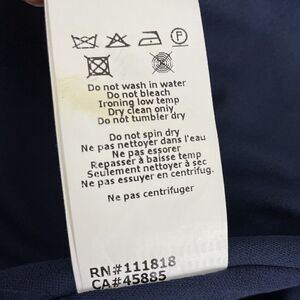 P
Do not wash in water
Do not bleach
Ironing low temp
Dry clean only
Do not tumbler dry
Do not spin dry
Ne pas nettoyer dans l'eau
Ne pas essorer
Repasser à baisse temp
Seulement nettoyer à sec
Ne pas essuyer en centrifug.
Ne pas centrifuger
RN#111818
CA#45885